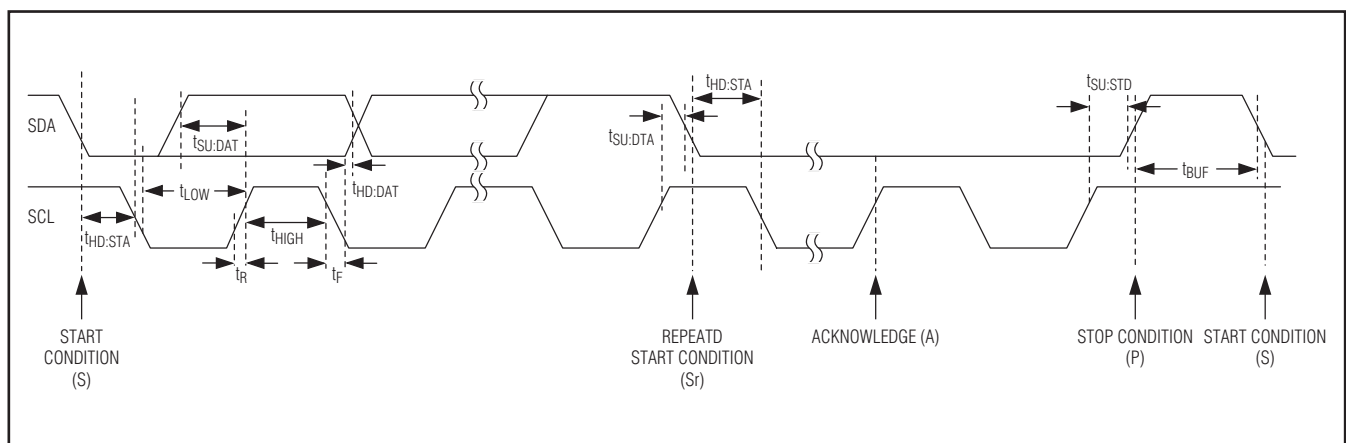 SDA
tSU:DAT
tHD:STA
tSU:DTA
tSU:STD
tBUF
tHD:DAT
tLOW
SCL
tHD:STA
tHIGH
tR
tF
START
CONDITION
(S)
REPEATD
START CONDITION
(Sr)
ACKNOWLEDGE (A)
STOP CONDITION
(P)
START CONDITION
(S)